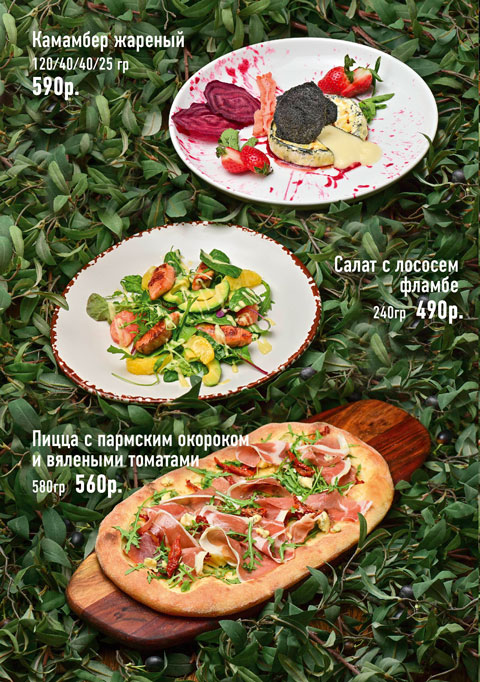 Камамбер жареный
120/40/40/25 гр
590р.
Салат с лососем
фламбе
240гр 490р.
Пицца с пармским окороком
и вялеными томатами
580гр 560р.